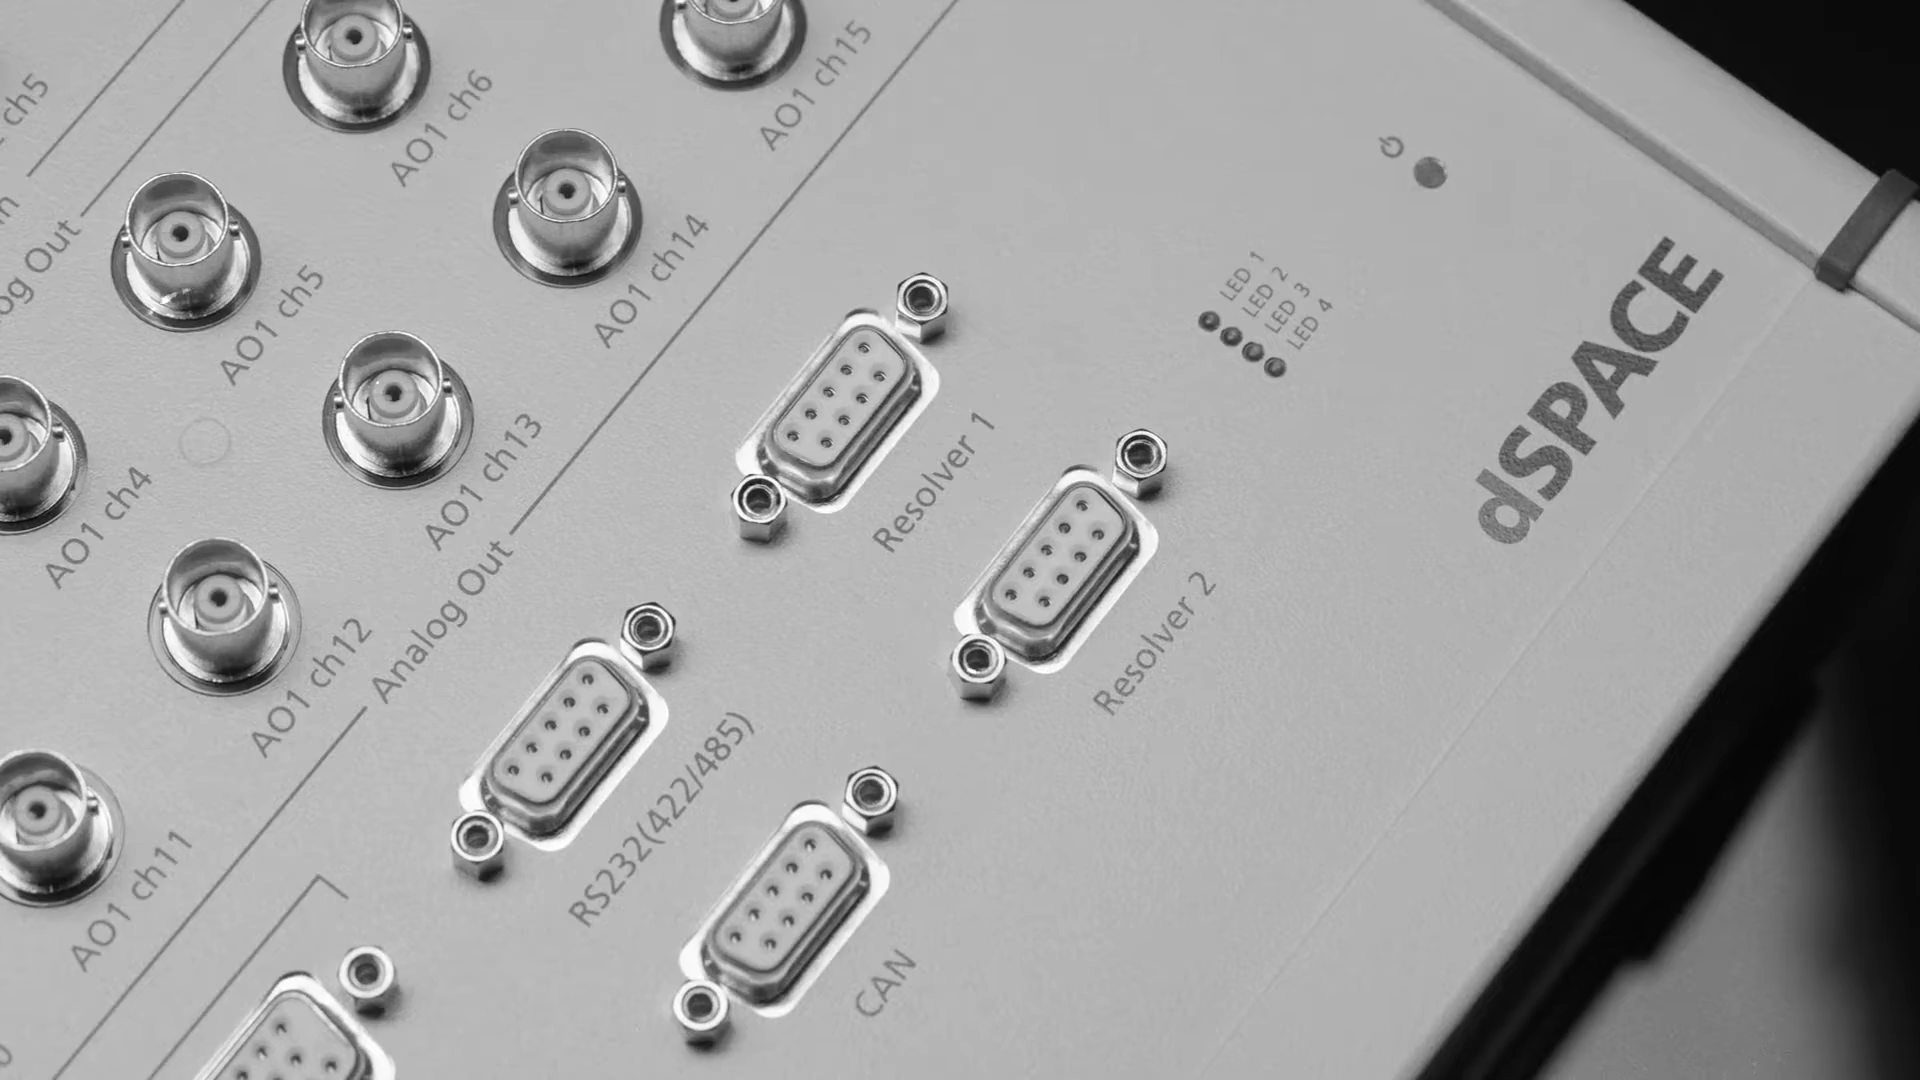 ch5
AO1 ch6
AO1 ch15
Out
AO1 ch5
AO1 ch14
AO1 ch4
AO1 ch13
Analog Out
AO1 ch12
AO1 ch11
Resolver 1
Resolver 2
RS232(422/485)
CAN
LED 1
LED 2
LED 3
LED 4
dSPACE